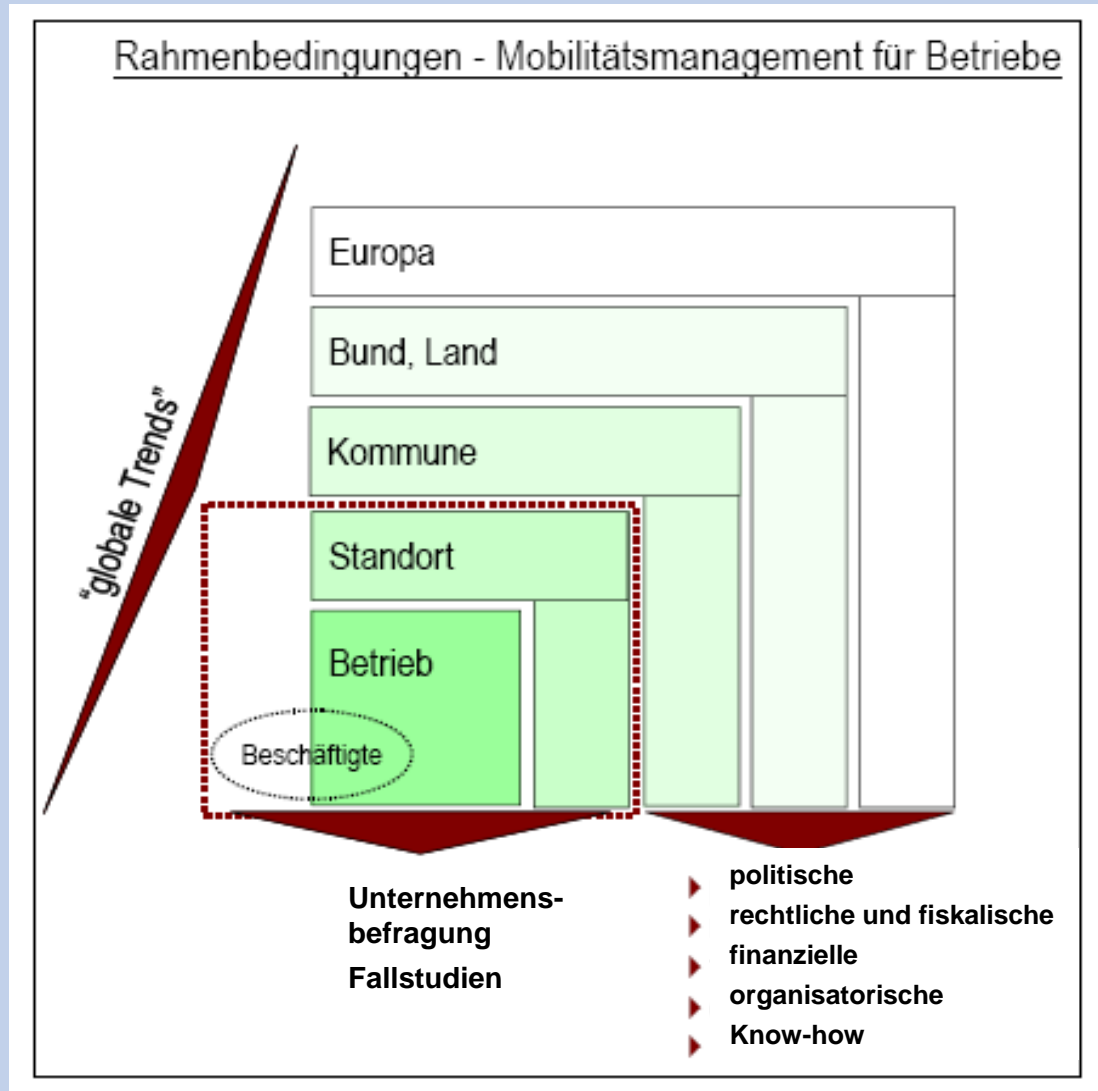 Rahmenbedingungen - Mobilitätsmanagement für Betriebe
Europa
Bund, Land
"globale Trends"
Kommune
Standort
Betrieb
Beschäftigte
Unternehmens-
befragung
Fallstudien
politische
rechtliche und fiskalische
finanzielle
organisatorische
Know-how